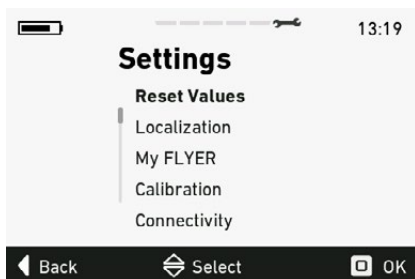 13:19
Settings
Reset Values
Localization
My FLYER
Calibration
Connectivity
Back Select OK